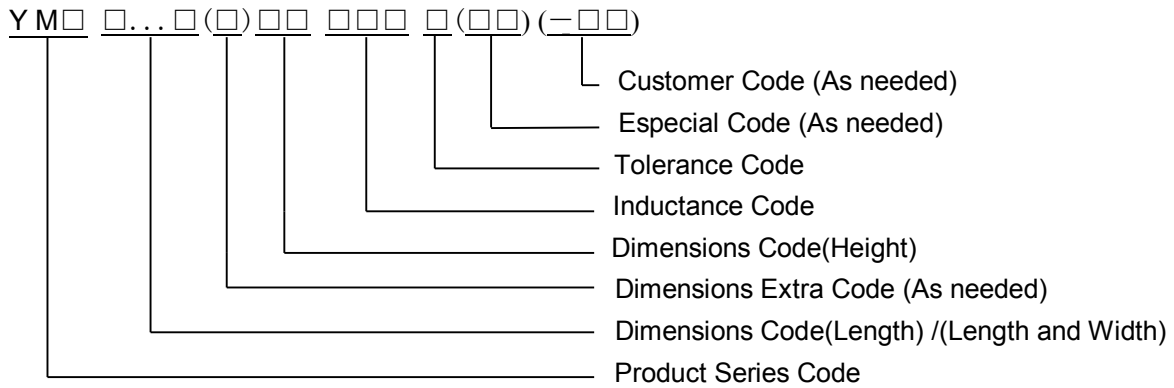 YM□ □...□(□)□□ □□□ □(□□)(-□□)
Customer Code (As needed)
Especial Code (As needed)
Tolerance Code
Inductance Code
Dimensions Code(Height)
Dimensions Extra Code (As needed)
Dimensions Code(Length) /(Length and Width)
Product Series Code